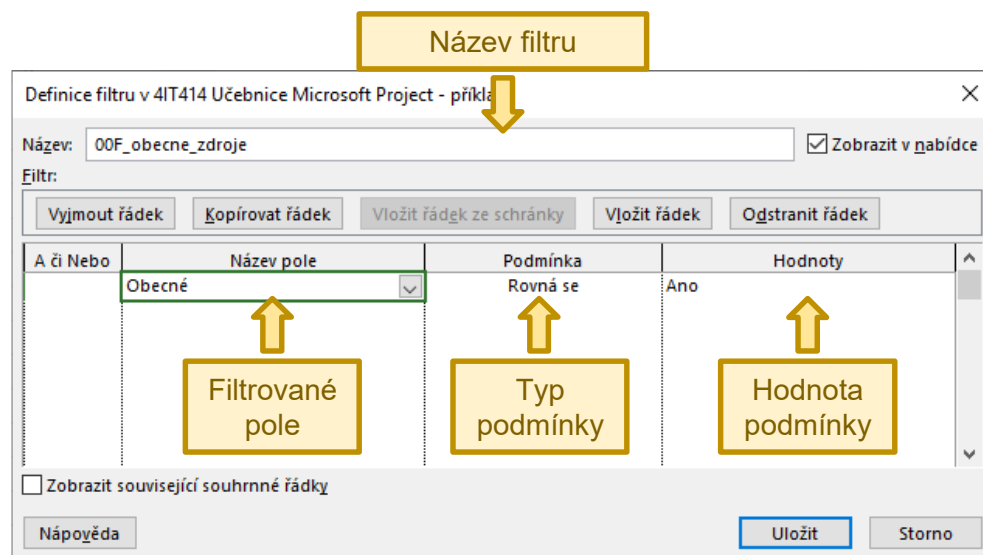 Název filtru
Definice filtru v 4IT414 Učebnice Microsoft Project - příkla
Název: 00F_obecne_zdroje Zobrazit v nabídce
Filtr:
Vyjmout řádek Kopírovat řádek Vložit řádek ze schránky Vložit řádek Odstranit řádek
A či Nebo Název pole Podmínka Hodnoty
Obecné Rovná se Ano
Filtrované
pole
Typ
podmínky
Hodnota
podmínky
Zobrazit související souhrnné řádky
Nápověda Uložit Storno